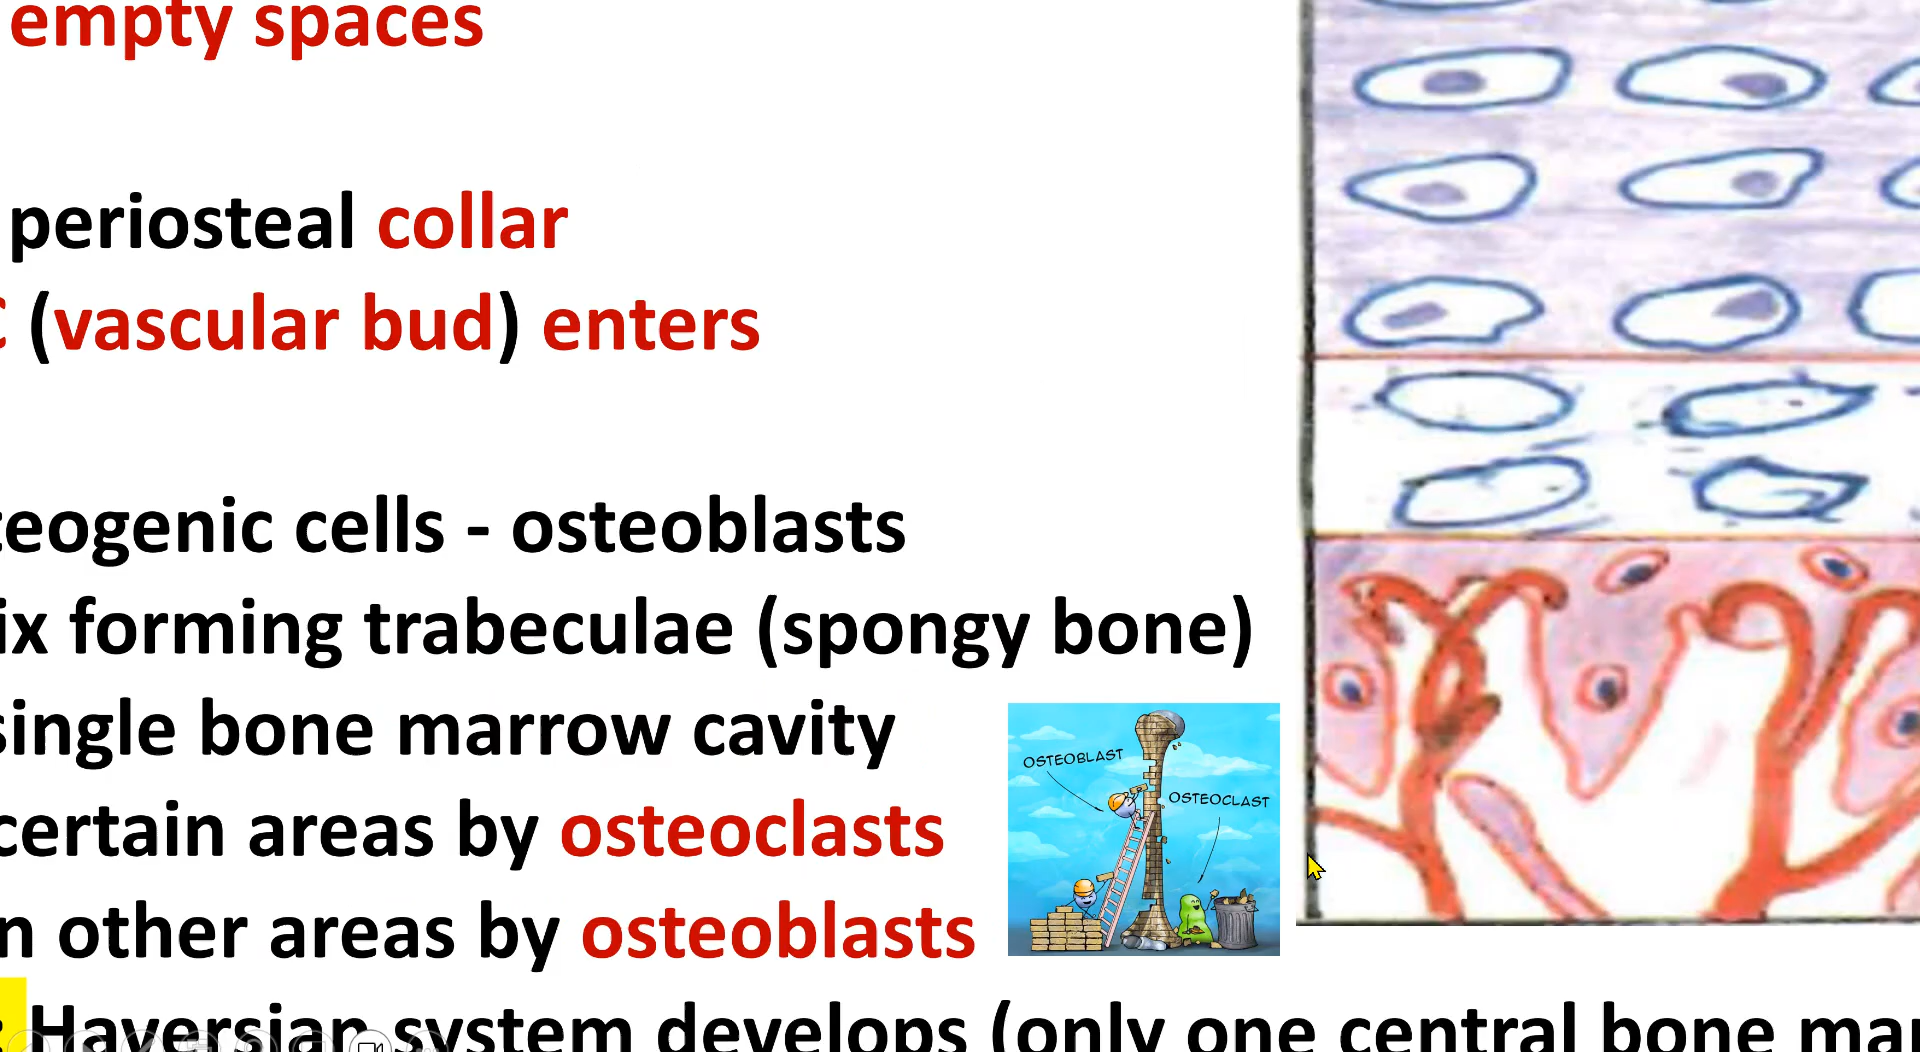 empty spaces
periosteal collar
(vascular bud) enters
teogenic cells - osteoblasts
ix forming trabeculae (spongy bone)
single bone marrow cavity
certain areas by osteoclasts
n other areas by osteoblasts
OSTEOBLAST
OSTEOCLAST
: Haversian system develops (only one central bone mar